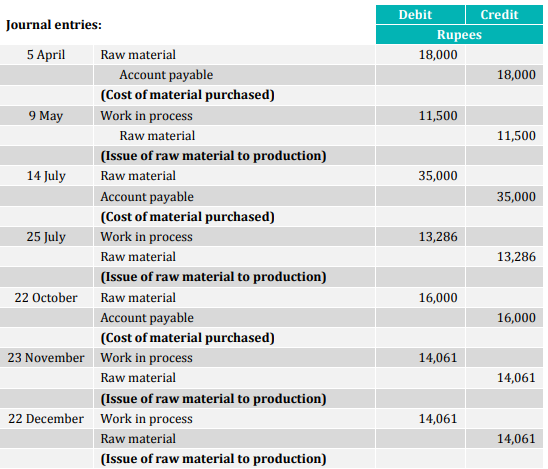 Debit Credit
Journal entries:
Rupees
5 April Raw material 18,000
Account payable 18,000
(Cost of material purchased)
9 May Work in process 11,500
Raw material 11,500
(Issue of raw material to production)
14 July Raw material 35,000
Account payable 35,000
(Cost of material purchased)
25 July Work in process 13,286
Raw material 13,286
(Issue of raw material to production)
22 October Raw material 16,000
Account payable 16,000
(Cost of material purchased)
23 November Work in process 14,061
Raw material 14,061
(Issue of raw material to production)
22 December Work in process 14,061
Raw material 14,061
(Issue of raw material to production)